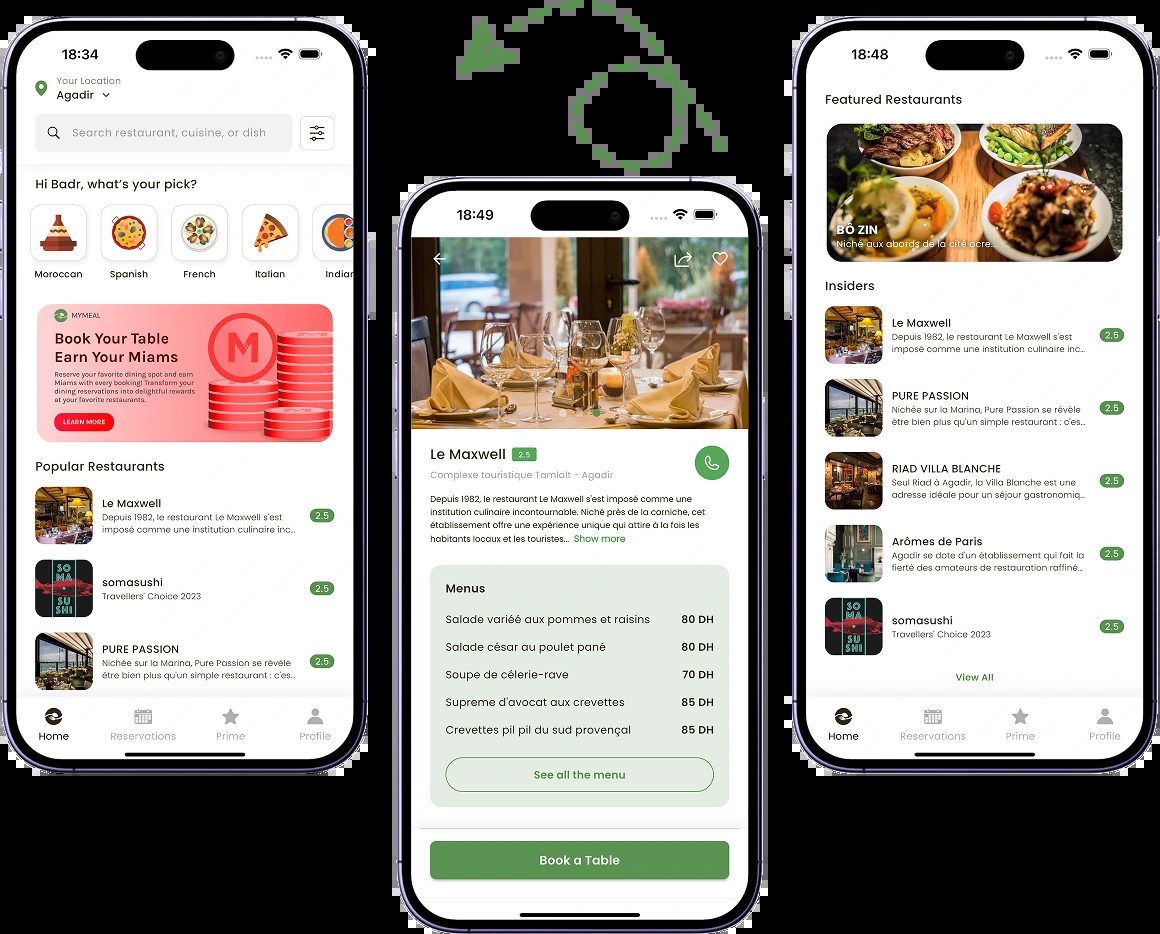 18:34
Your Location
Agadir
Search restaurant, cuisine, or dish
Hi Badr, what's your pick?
Moroccan
Spanish
French
Italian
Indian
MYMEAL
Book Your Table
Earn Your Miams
Reserve your favorite dining spot and earn
Miams with every booking! Transform your
dining reservations into delightful rewards
at your favorite restaurants.
LEARN MORE
M
Popular Restaurants
Le Maxwell
Depuis 1982, le restaurant Le Maxwell s'est
imposé comme une institution culinaire inc...
2.5
SO
MA
SU
SHI
somasushi
Travellers' Choice 2023
2.5
PURE PASSION
Nichée sur la Marina, Pure Passion se révèle
être bien plus qu'un simple restaurant : c'es..
2.5
Home
Reservations
Prime
Profile
18:49
Le Maxwell
2.5
Complexe touristique Tamlalt - Agadir
Depuis 1982, le restaurant Le Maxwell s'est imposé comme une
institution culinaire incontournable. Niché près de la corniche, cet
établissement offre une expérience unique qui attire à la fois les
habitants locaux et les touristes... Show more
Menus
Salade variéé aux pommes et raisins 80 DH
Salade césar au poulet pané 80 DH
Soupe de célerie-rave 70 DH
Supreme d'avocat aux crevettes 85 DH
Crevettes pil pil du sud provençal 85 DH
See all the menu
Book a Table
18:48
Featured Restaurants
BÔ ZIN
Niché aux abords de la cité ocre...
Insiders
Le Maxwell
Depuis 1982, le restaurant Le Maxwell s'est
imposé comme une institution culinaire inc...
2.5
PURE PASSION
Nichée sur la Marina, Pure Passion se révèle
être bien plus qu'un simple restaurant : c'es..
2.5
RIAD VILLA BLANCHE
Seul Riad à Agadir, la Villa Blanche est une
adresse idéale pour un séjour gastronomiq..
2.5
Arômes de Paris
Agadir se dote d'un établissement qui fait la
fierté des amateurs de restauration raffiné..
2.5
SO
MA
SU
SHI
somasushi
Travellers' Choice 2023
2.5
View All
Home
Reservations
Prime
Profile